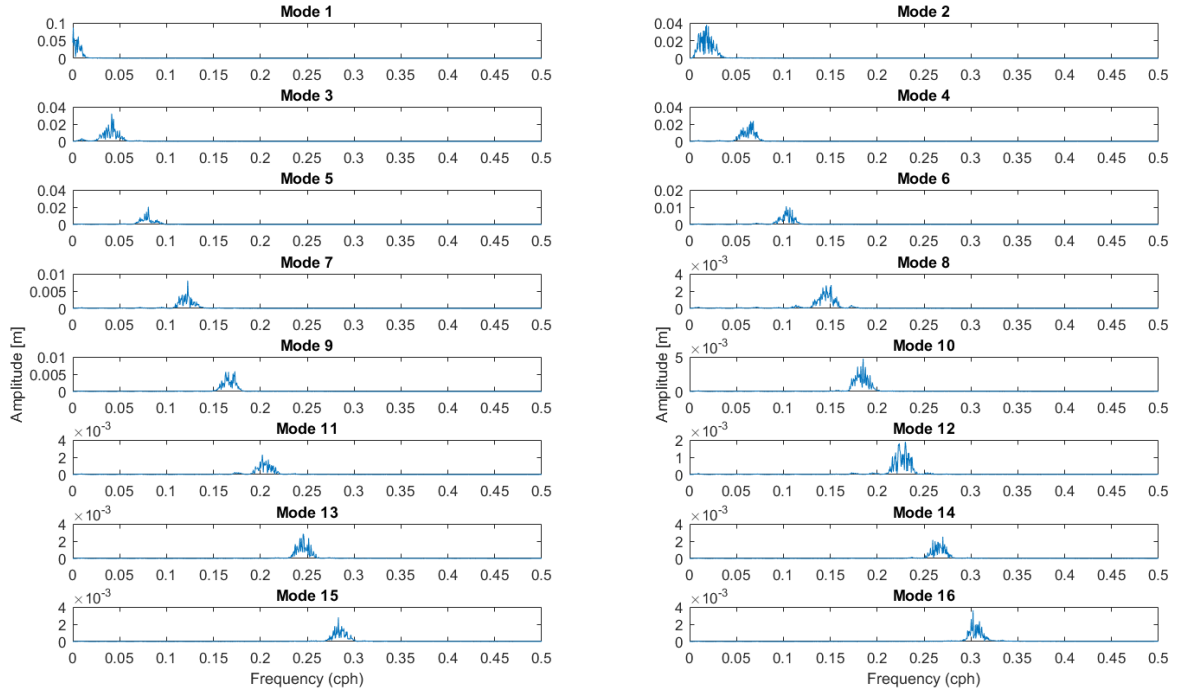 Mode 1
0.1
0.05
0
0 0.05 0.1 0.15 0.2 0.25 0.3 0.35 0.4 0.45 0.5
Mode 2
0.04
0.02
0
0 0.05 0.1 0.15 0.2 0.25 0.3 0.35 0.4 0.45 0.5
Mode 3
0.04
0.02
0
0 0.05 0.1 0.15 0.2 0.25 0.3 0.35 0.4 0.45 0.5
Mode 4
0.04
0.02
0
0 0.05 0.1 0.15 0.2 0.25 0.3 0.35 0.4 0.45 0.5
Mode 5
0.04
0.02
0
0 0.05 0.1 0.15 0.2 0.25 0.3 0.35 0.4 0.45 0.5
Mode 6
0.02
0.01
0
0 0.05 0.1 0.15 0.2 0.25 0.3 0.35 0.4 0.45 0.5
Mode 7
0.01
0.005
0
0 0.05 0.1 0.15 0.2 0.25 0.3 0.35 0.4 0.45 0.5
Mode 8
×10⁻³
4
2
0
0 0.05 0.1 0.15 0.2 0.25 0.3 0.35 0.4 0.45 0.5
Amplitude [m]
Amplitude [m]
Mode 9
0.01
0.005
0
0 0.05 0.1 0.15 0.2 0.25 0.3 0.35 0.4 0.45 0.5
Mode 10
×10⁻³
5
0
0 0.05 0.1 0.15 0.2 0.25 0.3 0.35 0.4 0.45 0.5
Mode 11
×10⁻³
4
2
0
0 0.05 0.1 0.15 0.2 0.25 0.3 0.35 0.4 0.45 0.5
Mode 12
×10⁻³
2
1
0
0 0.05 0.1 0.15 0.2 0.25 0.3 0.35 0.4 0.45 0.5
Mode 13
×10⁻³
4
2
0
0 0.05 0.1 0.15 0.2 0.25 0.3 0.35 0.4 0.45 0.5
Mode 14
×10⁻³
4
2
0
0 0.05 0.1 0.15 0.2 0.25 0.3 0.35 0.4 0.45 0.5
Mode 15
×10⁻³
4
2
0
0 0.05 0.1 0.15 0.2 0.25 0.3 0.35 0.4 0.45 0.5
Frequency (cph)
Mode 16
×10⁻³
4
2
0
0 0.05 0.1 0.15 0.2 0.25 0.3 0.35 0.4 0.45 0.5
Frequency (cph)